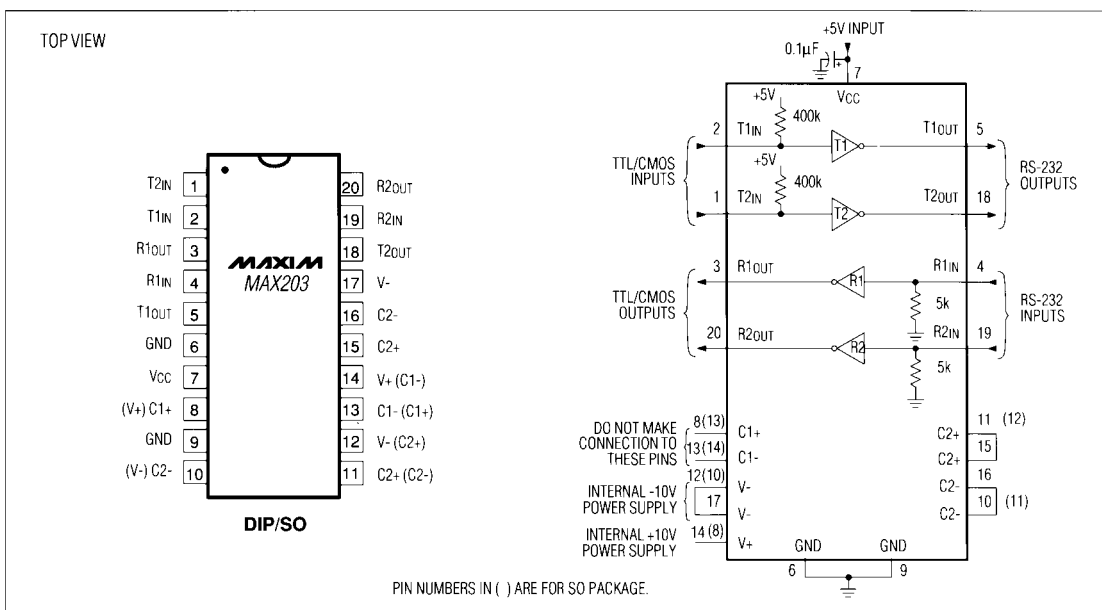 TOP VIEW
T2IN 1
T1IN 2
R1OUT 3
R1IN 4
T1OUT 5
GND 6
VCC 7
(V+) C1+ 8
GND 9
(V-) C2- 10
MAXIM
MAX203
20 R2OUT
19 R2IN
18 T2OUT
17 V-
16 C2-
15 C2+
14 V+ (C1-)
13 C1- (C1+)
12 V- (C2+)
11 C2+ (C2-)
DIP/SO
+5V INPUT
0.1µF
+
7
VCC
+5V
400k
2 T1IN T1 T1OUT 5
TTL/CMOS
INPUTS
+5V
400k
RS-232
OUTPUTS
1 T2IN T2 T2OUT 18
3 R1OUT R1 R1IN 4
TTL/CMOS
OUTPUTS
5k
RS-232
INPUTS
20 R2OUT R2 R2IN 19
5k
DO NOT MAKE
CONNECTION TO
THESE PINS
8(13) C1+
13(14) C1-
C2+ 11 (12)
C2+ 15
INTERNAL -10V
POWER SUPPLY
12(10) V-
17 V-
C2- 16
C2- 10 (11)
INTERNAL +10V
POWER SUPPLY
14(8) V+
GND GND
6 9
PIN NUMBERS IN ( ) ARE FOR SO PACKAGE.